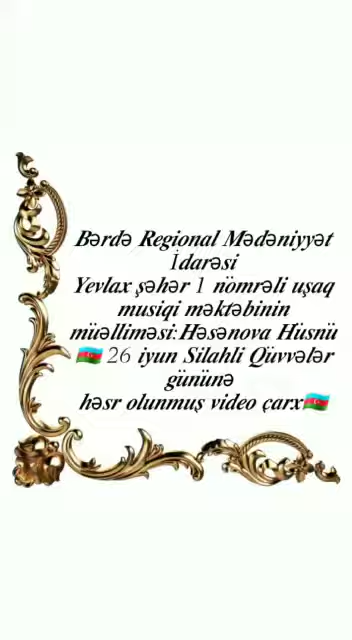 Bərdə Regional Mədəniyyət
İdarəsi
Yevlax şəhər 1 nömrəli uşaq
musiqi məktəbinin
müəlliməsi:Həsənova Hüsnü
🇦🇿 26 iyun Silahli Qüvvələr
gününə
həsr olunmuş video çarx🇦🇿